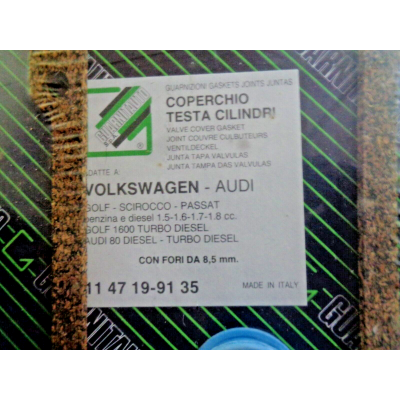 GUARNIZIONI GASKETS JOINTS JUNTAS
COPERCHIO
TESTA CILINDRI
VALVE COVER GASKET
JOINT COUVRE CULBUTEURS
VENTILDECKEL
JUNTA TAPA VALVULAS
JUNTA TAMPA DAS VALVULAS
GUARNITAUTO
ADATTE A:
VOLKSWAGEN - AUDI
GOLF - SCIROCCO - PASSAT
benzina e diesel 1.5-1.6-1.7-1.8 cc.
GOLF 1600 TURBO DIESEL
AUDI 80 DIESEL - TURBO DIESEL
CON FORI DA 8,5 mm.
11 47 19-91 35
MADE IN ITALY